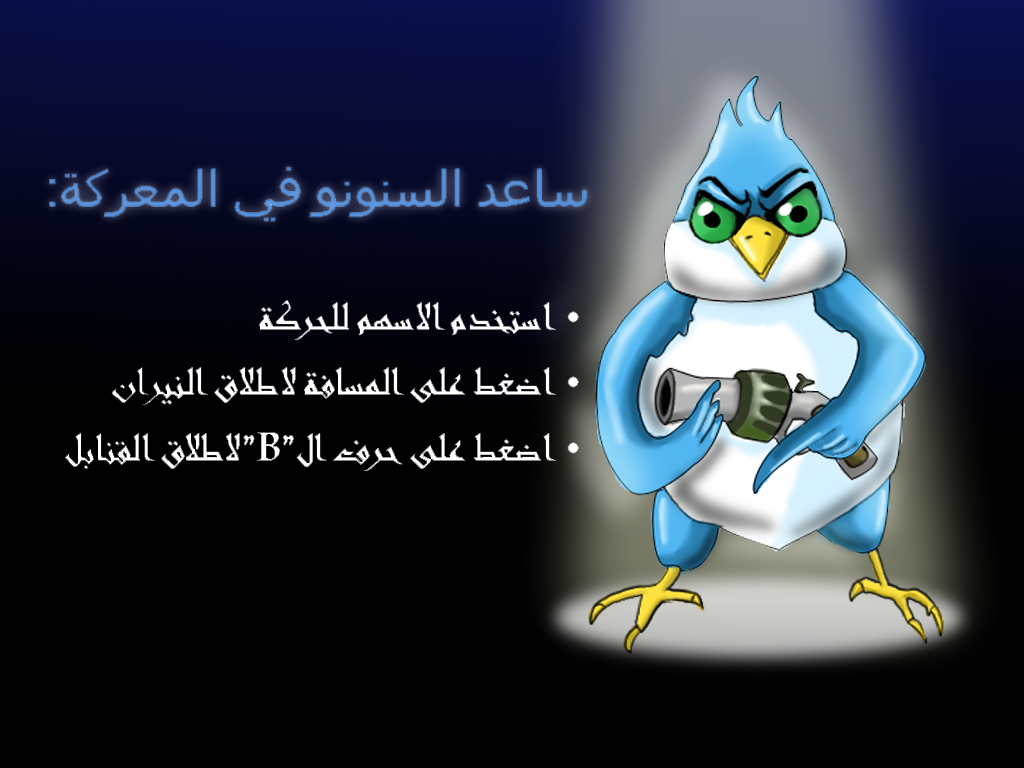 ساعد السنونو في المعركة:
• استخدم الاسهم للحركة
• اضغط على المسافة لاطلاق النيران
• اضغط على حرف ال"B"لاطلاق القنابل